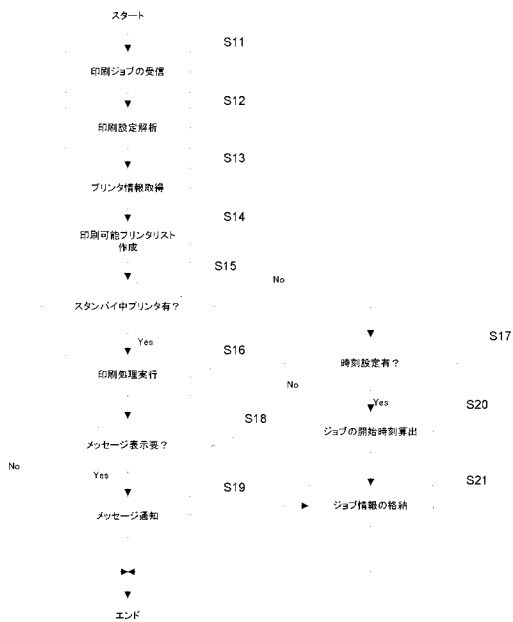 スタート
S11
印刷ジョブの受信
S12
印刷設定解析
S13
プリンタ情報取得
S14
印刷可能プリンタリスト
作成
S15
No
スタンバイ中プリンタ有?
S17
Yes
S16
時刻設定有?
印刷処理実行
No
Yes
S20
S18
ジョブの開始時刻算出
メッセージ表示要?
No
Yes
S21
S19
ジョブ情報の格納
メッセージ通知
エンド